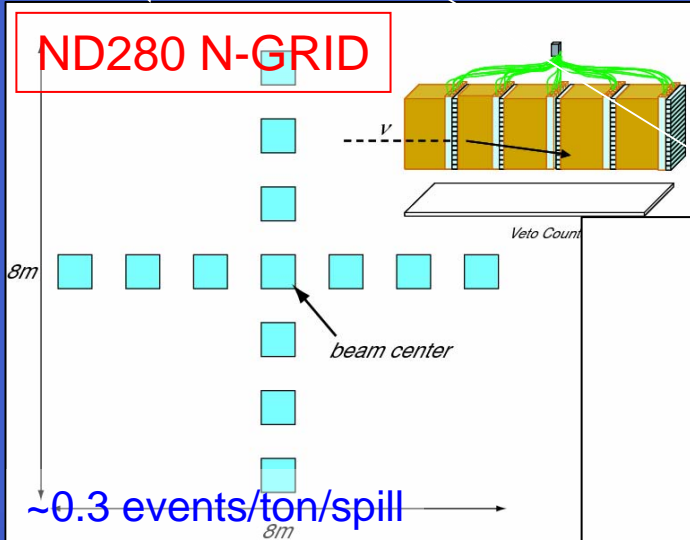 ND280 N-GRID
ν
Veto Count
8m
beam center
~0.3 events/ton/spill
8m